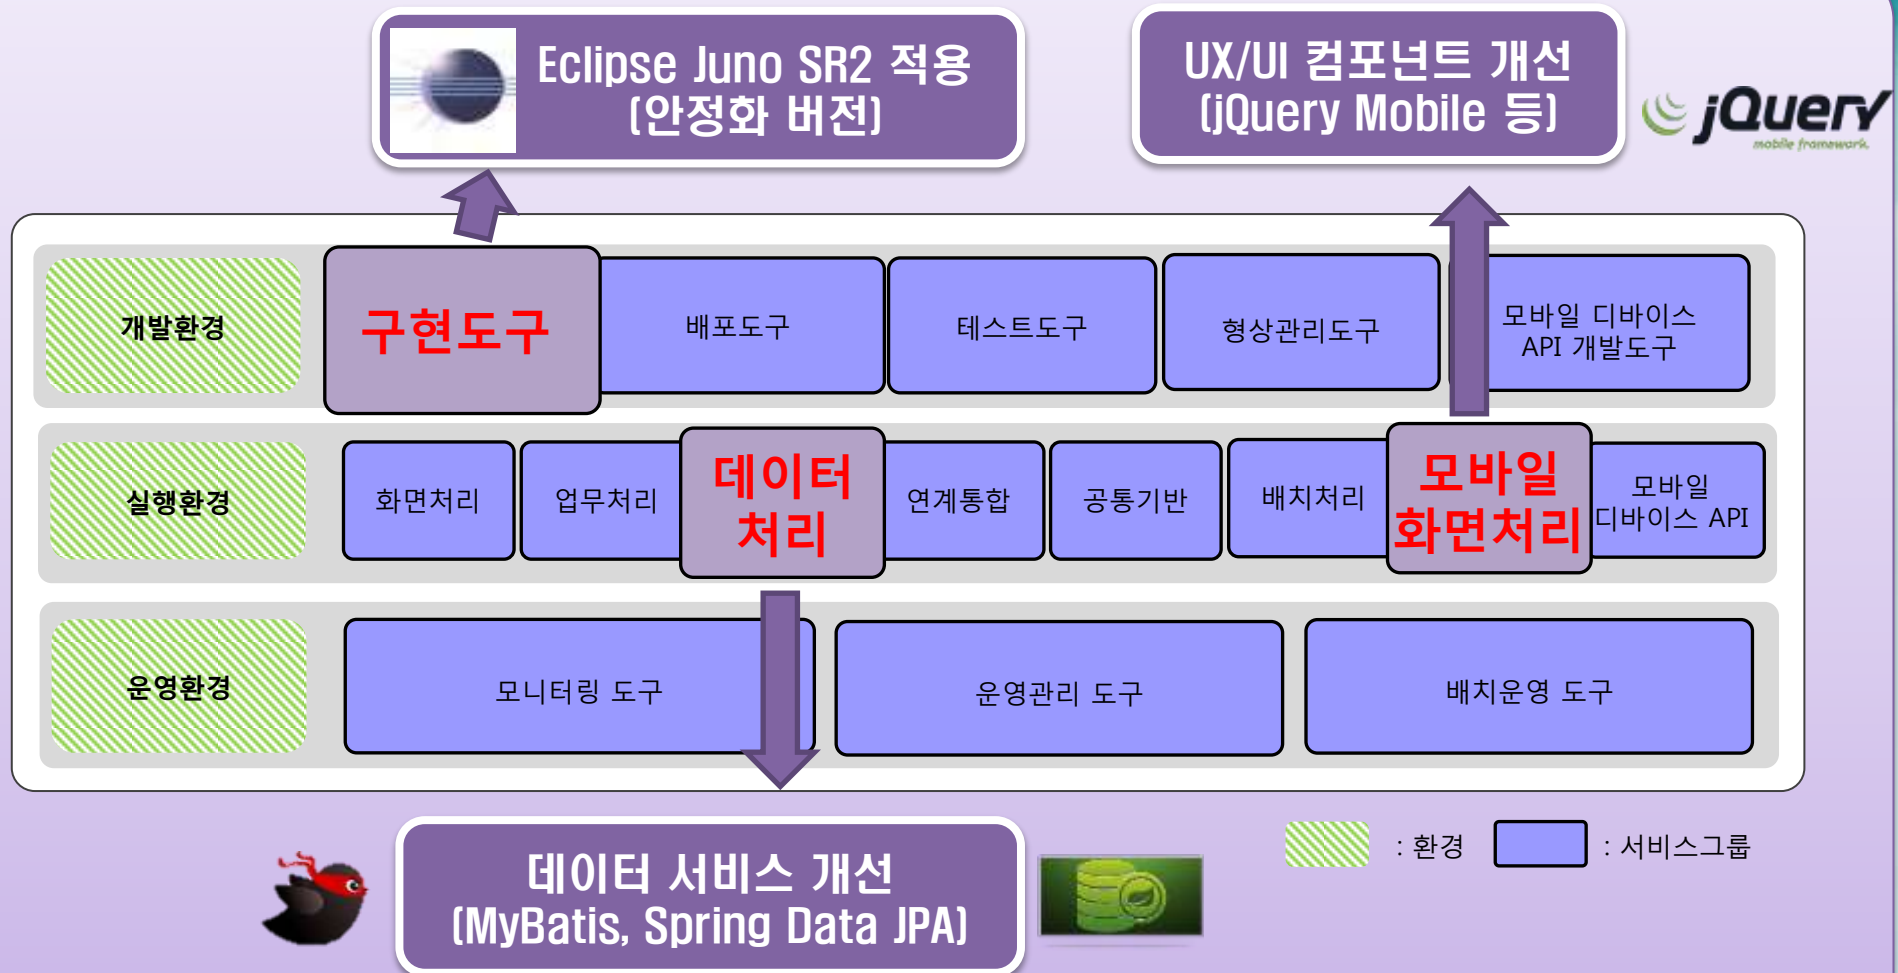 Eclipse Juno SR2 적용
(안정화 버전)
UX/UI 컴포넌트 개선
(jQuery Mobile 등)
jQuery
mobile framework.
개발환경
구현도구
배포도구
테스트도구
형상관리도구
모바일 디바이스
API 개발도구
실행환경
화면처리
업무처리
데이터
처리
연계통합
공통기반
배치처리
모바일
화면처리
모바일
디바이스 API
운영환경
모니터링 도구
운영관리 도구
배치운영 도구
: 환경
: 서비스그룹
데이터 서비스 개선
(MyBatis, Spring Data JPA)